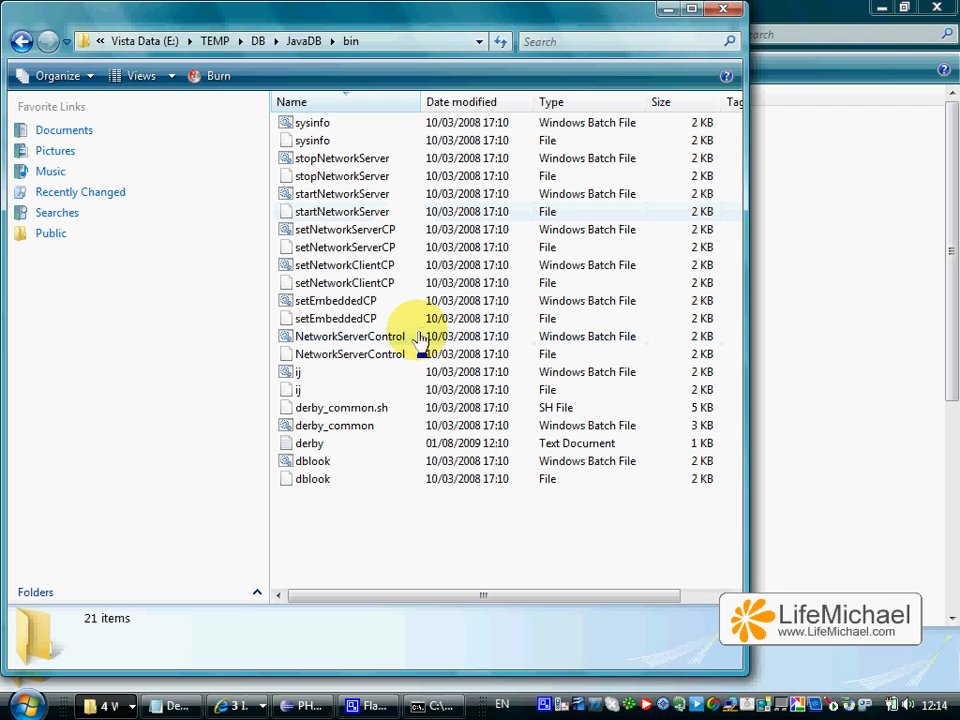 « Vista Data (E:) ▸ TEMP ▸ DB ▸ JavaDB ▸ bin
Search
Organize Views Burn
Favorite Links
Documents
Pictures
Music
Recently Changed
Searches
Public
Folders
Name Date modified Type Size Tag
sysinfo 10/03/2008 17:10 Windows Batch File 2 KB
sysinfo 10/03/2008 17:10 File 2 KB
stopNetworkServer 10/03/2008 17:10 Windows Batch File 2 KB
stopNetworkServer 10/03/2008 17:10 File 2 KB
startNetworkServer 10/03/2008 17:10 Windows Batch File 2 KB
startNetworkServer 10/03/2008 17:10 File 2 KB
setNetworkServerCP 10/03/2008 17:10 Windows Batch File 2 KB
setNetworkServerCP 10/03/2008 17:10 File 2 KB
setNetworkClientCP 10/03/2008 17:10 Windows Batch File 2 KB
setNetworkClientCP 10/03/2008 17:10 File 2 KB
setEmbeddedCP 10/03/2008 17:10 Windows Batch File 2 KB
setEmbeddedCP 10/03/2008 17:10 File 2 KB
NetworkServerControl 10/03/2008 17:10 Windows Batch File 2 KB
NetworkServerControl 10/03/2008 17:10 File 2 KB
ij 10/03/2008 17:10 Windows Batch File 2 KB
ij 10/03/2008 17:10 File 2 KB
derby_common.sh 10/03/2008 17:10 SH File 5 KB
derby_common 10/03/2008 17:10 Windows Batch File 3 KB
derby 01/08/2009 12:10 Text Document 1 KB
dblook 10/03/2008 17:10 Windows Batch File 2 KB
dblook 10/03/2008 17:10 File 2 KB
21 items
LifeMichael
www.LifeMichael.com
4 W De... 3 I. PH... Fla... C:\... EN 12:14